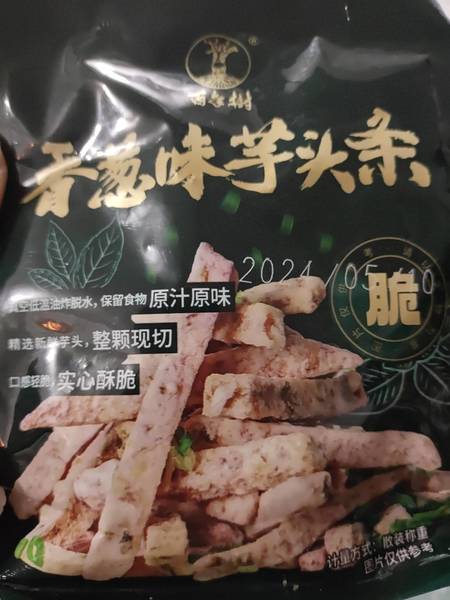 ®
香葱味芋头条
2024/05/10
脆
真空低温油炸脱水，保留食物 原汁原味
精选新鲜芋头，整颗现切
口感轻脆，实心酥脆
计量方式：散装称重
图片仅供参考